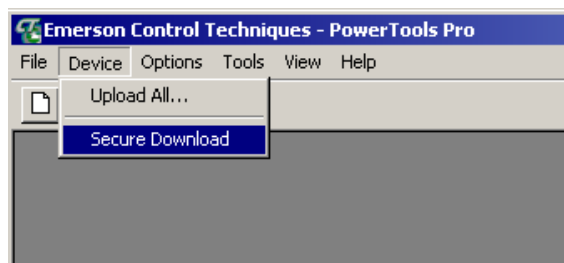 Emerson Control Techniques - PowerTools Pro
File Device Options Tools View Help
Upload All...
Secure Download